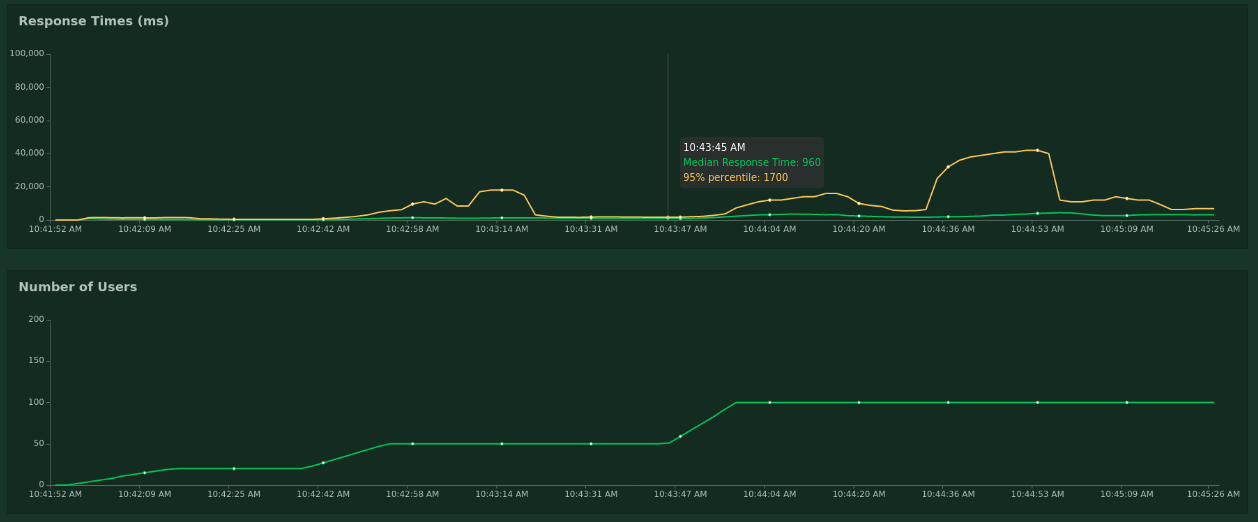 Response Times (ms)
100,000
80,000
60,000
40,000
20,000
0
10:43:45 AM
Median Response Time: 960
95% percentile: 1700
10:41:52 AM 10:42:09 AM 10:42:25 AM 10:42:42 AM 10:42:58 AM 10:43:14 AM 10:43:31 AM 10:43:47 AM 10:44:04 AM 10:44:20 AM 10:44:36 AM 10:44:53 AM 10:45:09 AM 10:45:26 AM
Number of Users
200
150
100
50
0
10:41:52 AM 10:42:09 AM 10:42:25 AM 10:42:42 AM 10:42:58 AM 10:43:14 AM 10:43:31 AM 10:43:47 AM 10:44:04 AM 10:44:20 AM 10:44:36 AM 10:44:53 AM 10:45:09 AM 10:45:26 AM